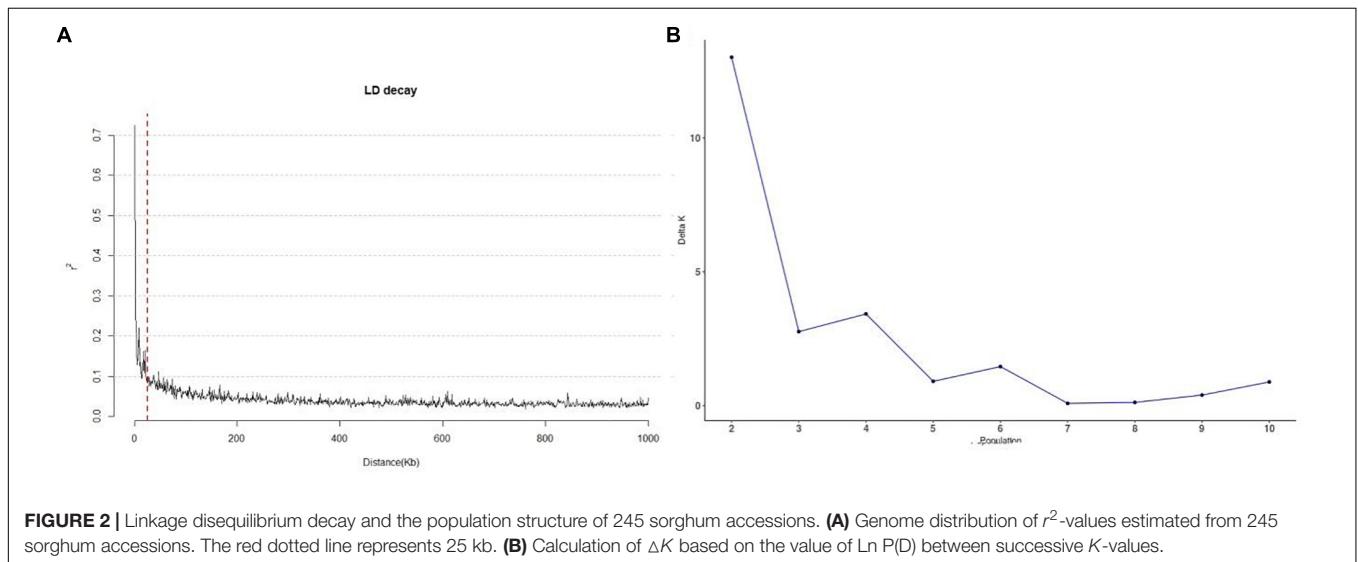 A
LD decay
r²
0.7
0.6
0.5
0.4
0.3
0.2
0.1
0.0
0 200 400 600 800 1000
Distance(Kb)
B
Delta K
10
5
0
2 3 4 5 6 7 8 9 10
Population
FIGURE 2 | Linkage disequilibrium decay and the population structure of 245 sorghum accessions. (A) Genome distribution of r²-values estimated from 245
sorghum accessions. The red dotted line represents 25 kb. (B) Calculation of △K based on the value of Ln P(D) between successive K-values.